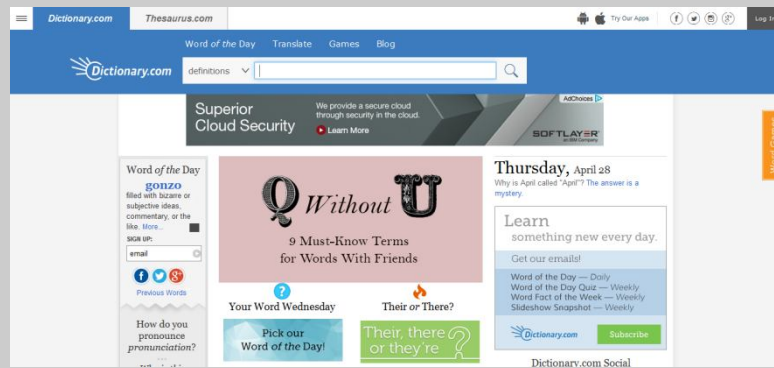 Dictionary.com
Thesaurus.com
Try Our Apps
Log In
Word of the Day
Translate
Games
Blog
Dictionary.com
definitions
AdChoices
Superior
Cloud Security
We provide a secure cloud
through security in the cloud.
Learn More
SOFTLAYER
an IBM Company
Word of the Day
gonzo
filled with bizarre or
subjective ideas,
commentary, or the
like. More...
SIGN UP:
email
Previous Words
How do you
pronounce
pronunciation?
Q Without U
9 Must-Know Terms
for Words With Friends
Your Word Wednesday
Their or There?
Pick our
Word of the Day!
Their, there
or they're
?
Thursday, April 28
Why is April called "April"? The answer is a
mystery.
Learn
something new every day.
Get our emails!
Word of the Day — Daily
Word of the Day Quiz — Weekly
Word Fact of the Week — Weekly
Slideshow Snapshot — Weekly
Dictionary.com
Subscribe
Dictionary.com Social